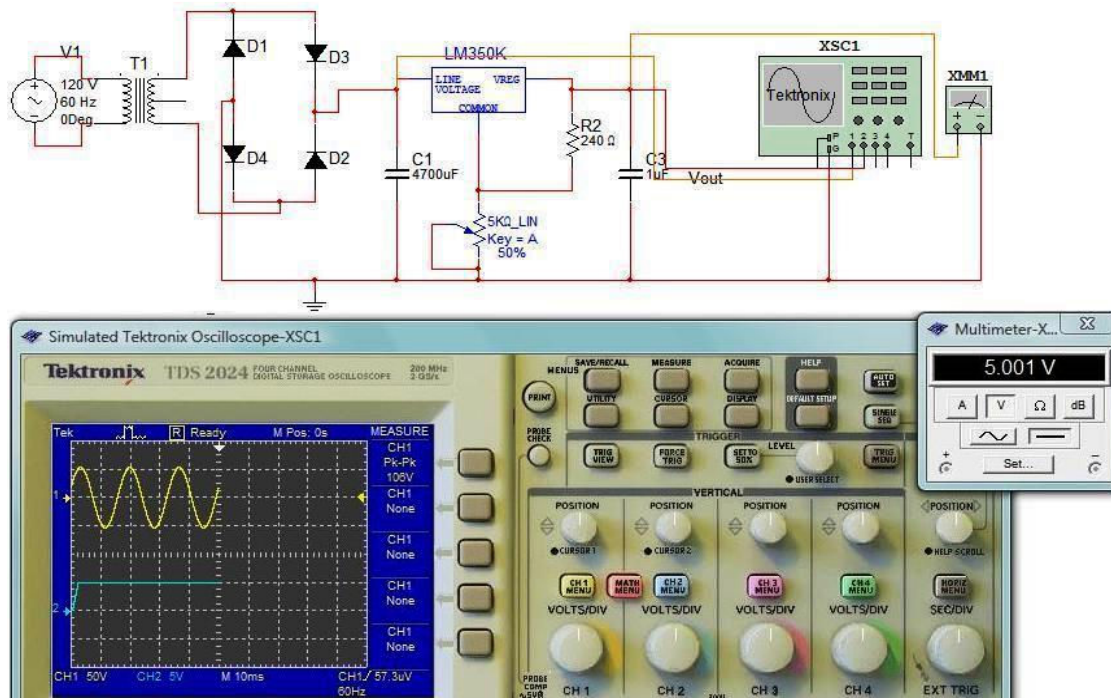 V1
120 V
60 Hz
0Deg
T1
D1
D3
D4
D2
LM350K
LINE VREG
VOLTAGE
COMMON
C1
4700uF
R2
240 Ω
C3
1uF
5KΩ_LIN
Key = A
50%
Vout
XSC1
Tektronix
P
G
1 2 3 4 T
XMM1
+ −
Simulated Tektronix Oscilloscope-XSC1
Tektronix TDS 2024 FOUR CHANNEL 200 MHz
DIGITAL STORAGE OSCILLOSCOPE 2 GS/s
Tek R Ready M Pos: 0s MEASURE
CH1
Pk-Pk
106V
CH1
None
CH1
None
CH1
None
CH1
None
1
2
CH1 50V CH2 5V M 10ms CH1 / 57.3uV
60Hz
PRINT
PROBE
CHECK
MENUS
SAVE/RECALL MEASURE ACQUIRE HELP AUTO
SET
UTILITY CURSOR DISPLAY DEFAULT SETUP SINGLE
SEQ
TRIGGER
TRIG
VIEW
FORCE
TRIG
SET TO
50%
LEVEL
USER SELECT
TRIG
MENU
VERTICAL
POSITION POSITION POSITION POSITION POSITION
CURSOR 1 CURSOR 2 HELP SCROLL
CH 1
MENU
MATH
MENU
CH 2
MENU
CH 3
MENU
CH 4
MENU
HORIZ
MENU
VOLTS/DIV VOLTS/DIV VOLTS/DIV VOLTS/DIV SEC/DIV
PROBE
COMP
CH 1 CH 2 CH 3 CH 4 EXT TRIG
Multimeter-X...
5.001 V
A V Ω dB
+ Set... −